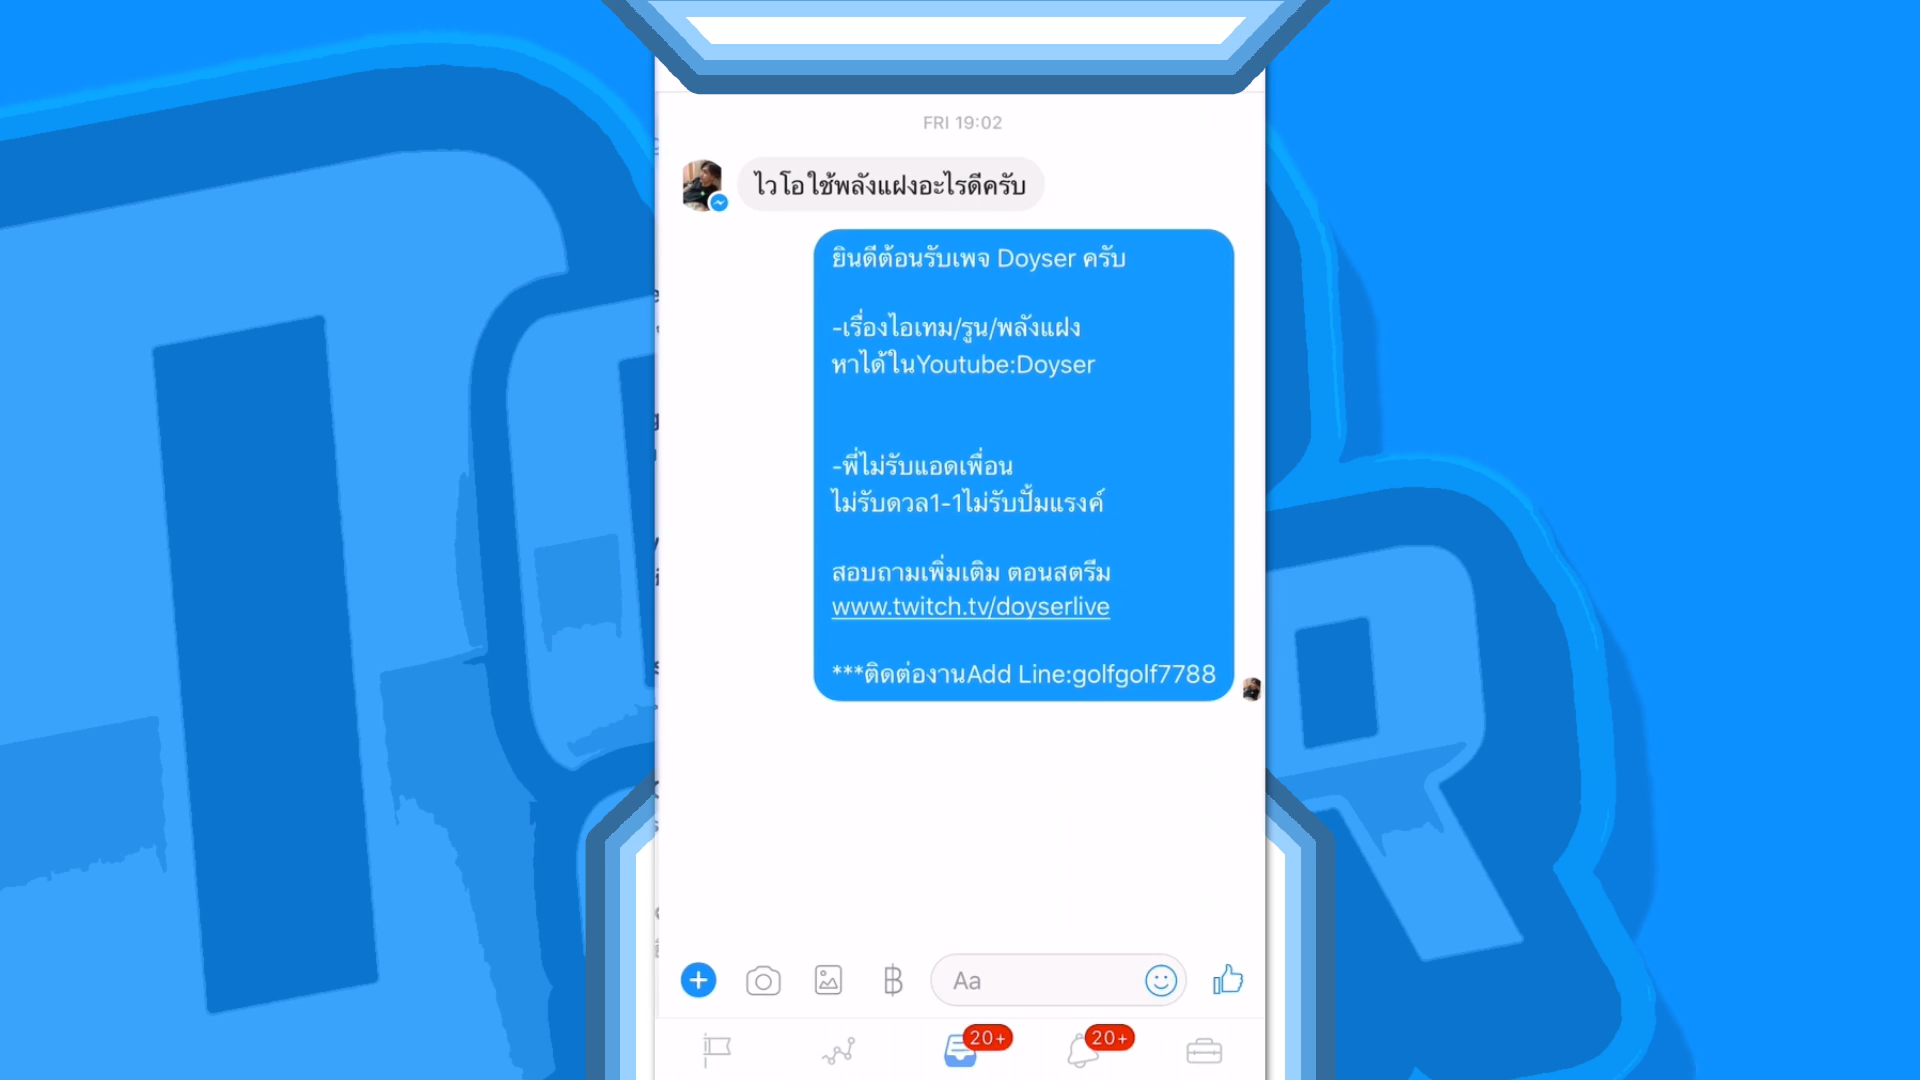 FRI 19:02
ไวโอ ใช้พลังแฝงอะไรดีครับ
ยินดีต้อนรับเพจ Doyser ครับ
-เรื่องไอเทม/รูน/พลังแฝง
หาได้ในYoutube:Doyser
-พี่ไม่รับแอดเพื่อน
ไม่รับดวล1-1ไม่รับปั้มแรงค์
สอบถามเพิ่มเติม ตอนสตรีม
www.twitch.tv/doyserlive
***ติดต่องานAdd Line:golfgolf7788
Aa
20+
20+